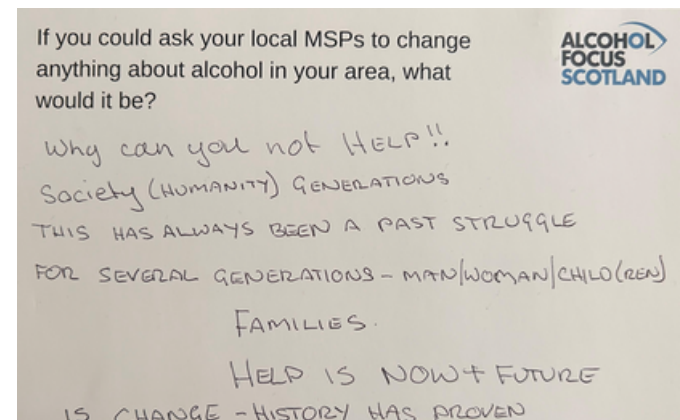 If you could ask your local MSPs to change
anything about alcohol in your area, what
would it be?
ALCOHOL
FOCUS
SCOTLAND
Why can you not HELP!!
Society (HUMANITY) GENERATIONS
THIS HAS ALWAYS BEEN A PAST STRUGGLE
FOR SEVERAL GENERATIONS - MAN/WOMAN/CHILD(REN)
FAMILIES.
HELP IS NOW + FUTURE
IS CHANGE - HISTORY HAS PROVEN